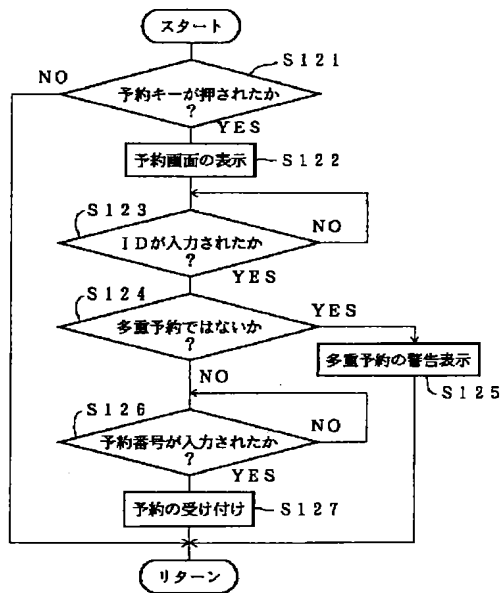 スタート
S121
NO
予約キーが押されたか
?
YES
予約画面の表示
S122
S123
IDが入力されたか
?
NO
YES
S124
多重予約ではないか
?
YES
多重予約の警告表示
S125
NO
S126
予約番号が入力されたか
?
NO
YES
予約の受け付け
S127
リターン